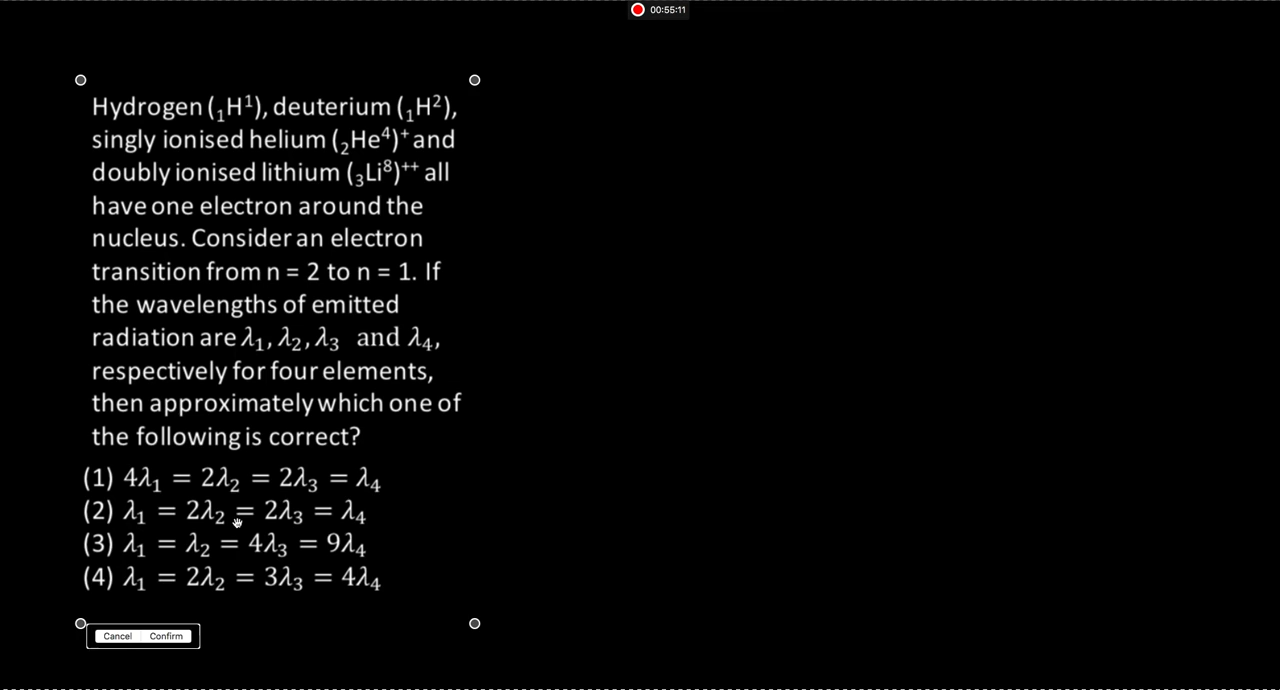 00:55:11
Hydrogen (₁H¹), deuterium (₁H²),
singly ionised helium (₂He⁴)⁺ and
doubly ionised lithium (₃Li⁸)⁺⁺ all
have one electron around the
nucleus. Consider an electron
transition from n = 2 to n = 1. If
the wavelengths of emitted
radiation are λ₁, λ₂, λ₃ and λ₄,
respectively for four elements,
then approximately which one of
the following is correct?
(1) 4λ₁ = 2λ₂ = 2λ₃ = λ₄
(2) λ₁ = 2λ₂ = 2λ₃ = λ₄
(3) λ₁ = λ₂ = 4λ₃ = 9λ₄
(4) λ₁ = 2λ₂ = 3λ₃ = 4λ₄
Cancel Confirm